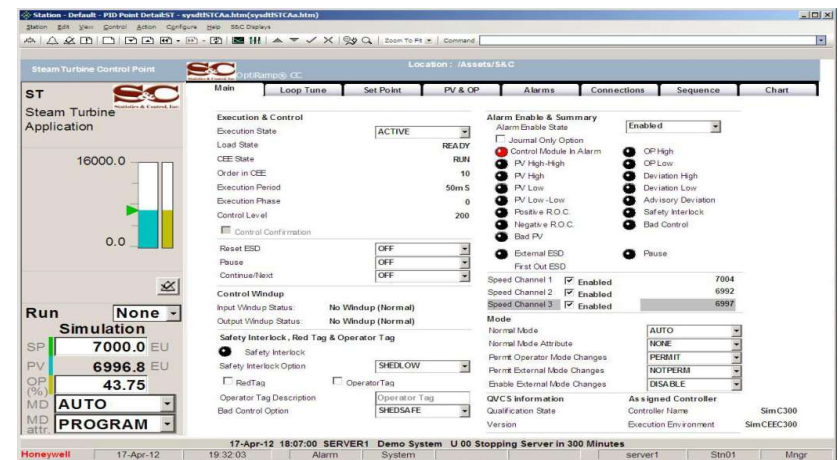 Station - Default - PID Point Detail:ST - sysdtlSTCAa.htm(sysdtlSTCAa.htm)
Station Edit View Control Action Configure Help S&C Displays
Zoom To Fit Command
Steam Turbine Control Point
S&C
OptiRamp® CC
Location : /Assets/S&C
Main Loop Tune Set Point PV & OP Alarms Connections Sequence Chart
ST
S&C
Statistics & Control, Inc.
Steam Turbine
Application
16000.0
0.0
Run None
Simulation
SP 7000.0 EU
PV 6996.8 EU
OP (%) 43.75
MD AUTO
MD attr. PROGRAM
Execution & Control
Execution State ACTIVE
Load State READY
CEE State RUN
Order in CEE 10
Execution Period 50mS
Execution Phase 0
Control Level 200
Control Confirmation
Reset ESD OFF
Pause OFF
Continue/Next OFF
Control Windup
Input Windup Status: No Windup (Normal)
Output Windup Status: No Windup (Normal)
Safety Interlock, Red Tag & Operator Tag
Safety Interlock
Safety Interlock Option SHEDLOW
RedTag OperatorTag
Operator Tag Description Operator Tag
Bad Control Option SHEDSAFE
Alarm Enable & Summary
Alarm Enable State Enabled
Journal Only Option
Control Module In Alarm OP High
PV High-High OP Low
PV High Deviation High
PV Low Deviation Low
PV Low-Low Advisory Deviation
Positive R.O.C. Safety Interlock
Negative R.O.C. Bad Control
Bad PV
External ESD Pause
First Out ESD
Speed Channel 1 Enabled 7004
Speed Channel 2 Enabled 6992
Speed Channel 3 Enabled 6997
Mode
Normal Mode AUTO
Normal Mode Attribute NONE
Permit Operator Mode Changes PERMIT
Permit External Mode Changes NOTPERM
Enable External Mode Changes DISABLE
QVCS information Assigned Controller
Qualification State Controller Name SimC300
Version Execution Environment SimCEEC300
17-Apr-12 18:07:00 SERVER1 Demo System U 00 Stopping Server in 300 Minutes
Honeywell 17-Apr-12 19:32:03 Alarm System server1 Stn01 Mngr